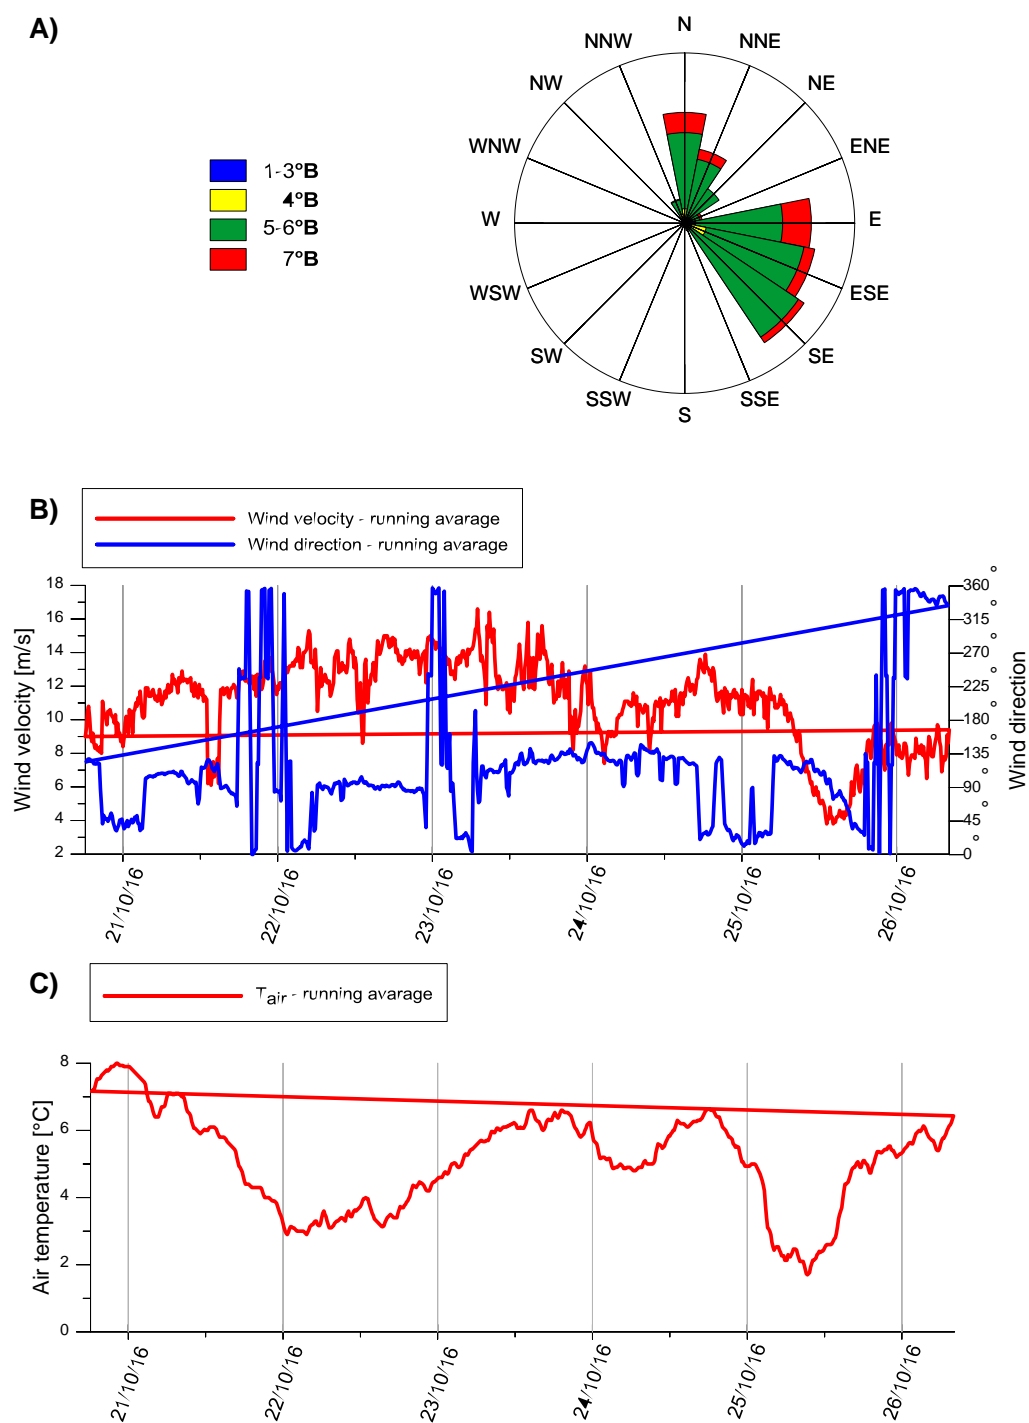 A)
N
NNW
NNE
NW
NE
WNW
ENE
W
E
WSW
ESE
SW
SE
SSW
SSE
S
1-3°B
4°B
5-6°B
7°B
B)
Wind velocity - running avarage
Wind direction - running avarage
18
16
14
12
10
8
6
4
2
Wind velocity [m/s]
360°
315°
270°
225°
180°
135°
90°
45°
0°
Wind direction
21/10/16
22/10/16
23/10/16
24/10/16
25/10/16
26/10/16
C)
Tair - running avarage
8
6
4
2
0
Air temperature [°C]
21/10/16
22/10/16
23/10/16
24/10/16
25/10/16
26/10/16